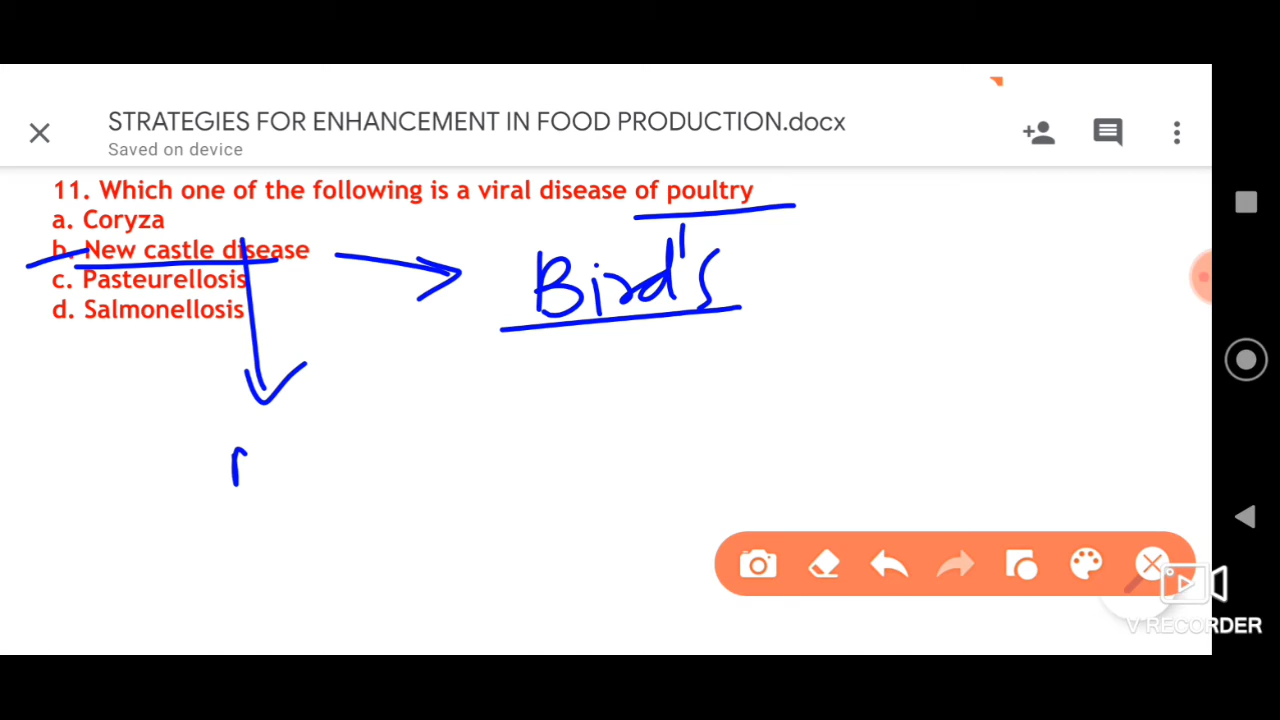 STRATEGIES FOR ENHANCEMENT IN FOOD PRODUCTION.docx
Saved on device
11. Which one of the following is a viral disease of poultry
a. Coryza
b. New castle disease
c. Pasteurellosis
d. Salmonellosis
Bird's
V RECORDER